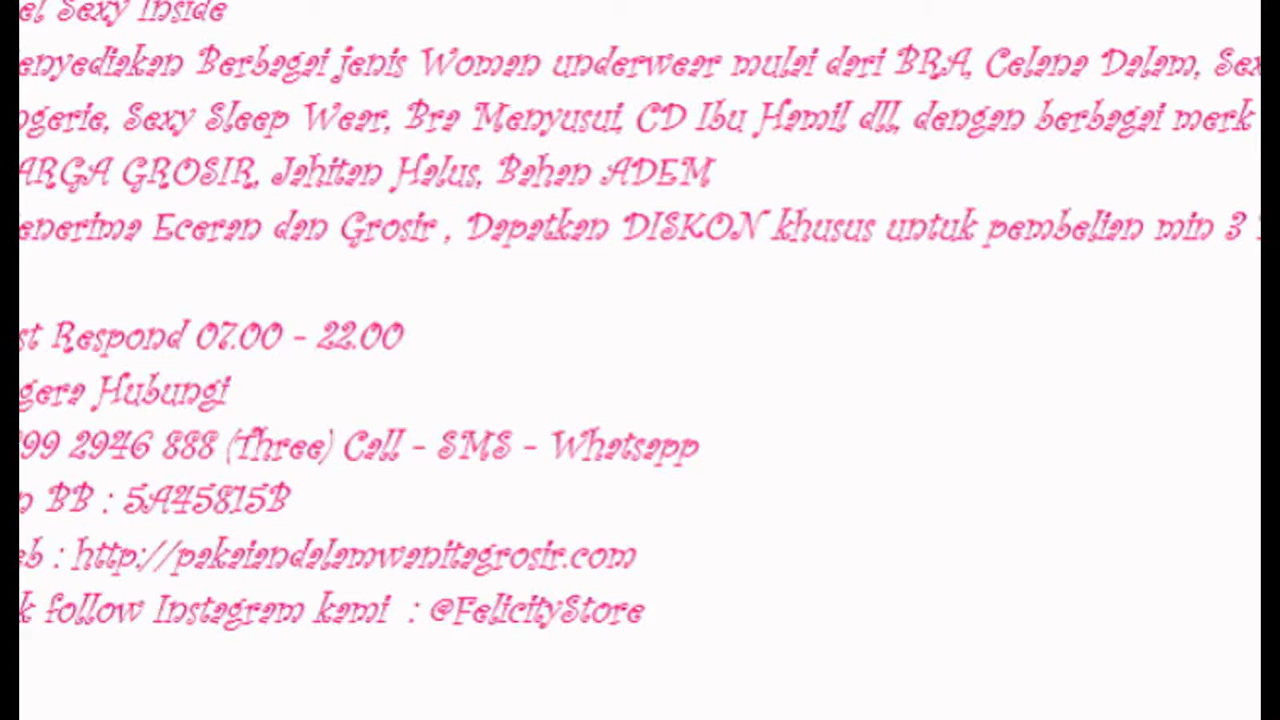 el Sexy Inside
enyediakan Berbagai jenis Woman underwear mulai dari BRA, Celana Dalam, Sex
ngerie, Sexy Sleep Wear, Bra Menyusui, CD Ibu Hamil dll, dengan berbagai merk
ARGA GROSIR, Jahitan Halus, Bahan ADEM
enerima Eceran dan Grosir , Dapatkan DISKON khusus untuk pembelian min 3
st Respond 07.00 - 22.00
gera Hubungi
99 2946 888 (Three) Call - SMS - Whatsapp
n BB : 5A45815B
eb : http://pakaiandalamwanitagrosir.com
k follow Instagram kami : @FelicityStore